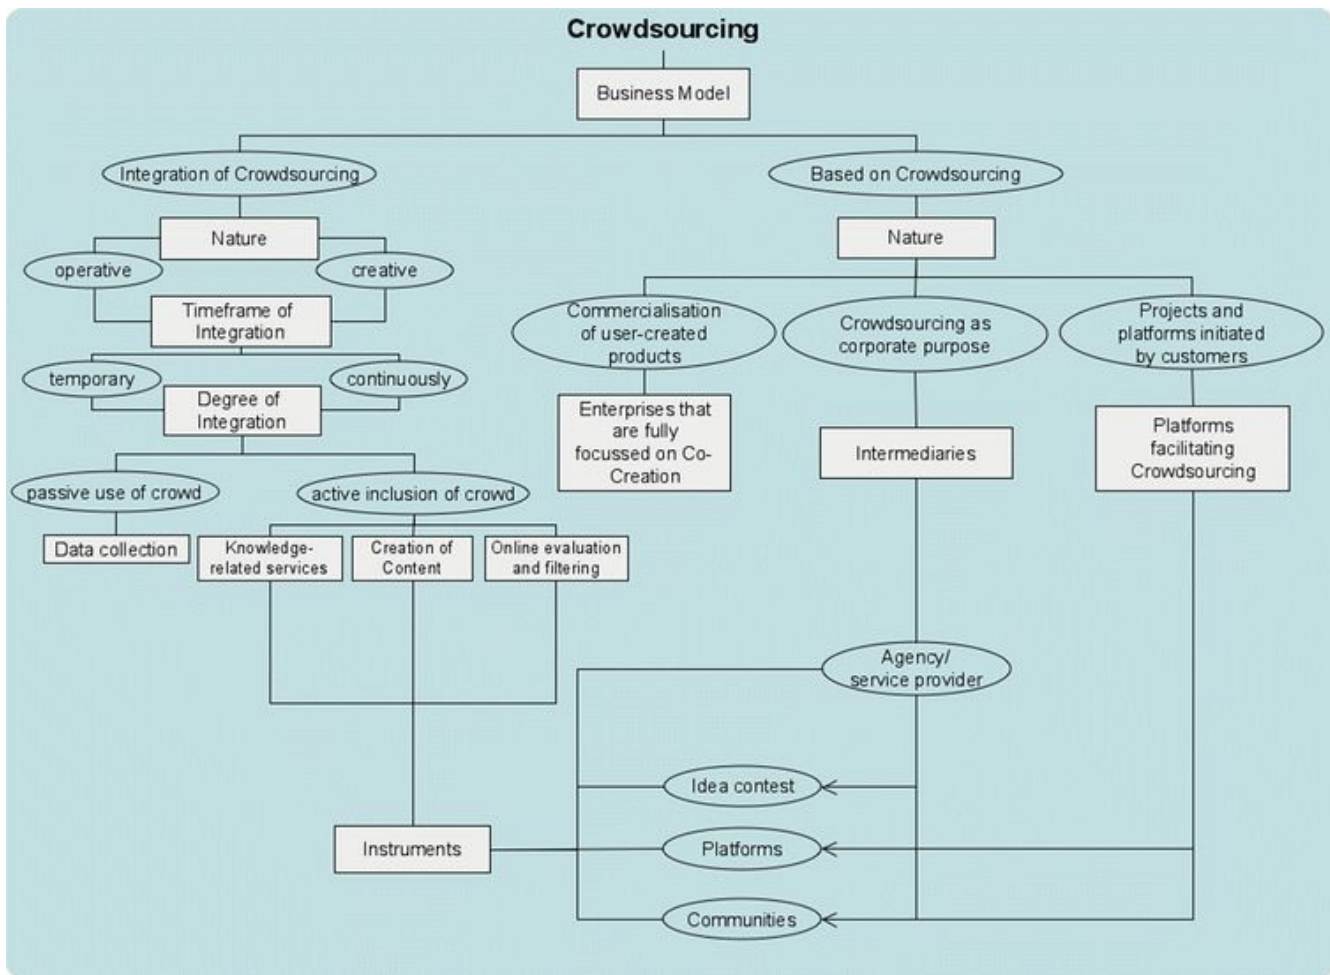 Crowdsourcing
Business Model
Integration of Crowdsourcing
Based on Crowdsourcing
Nature
Nature
operative
creative
Timeframe of
Integration
Commercialisation
of user-created
products
Crowdsourcing as
corporate purpose
Projects and
platforms initiated
by customers
temporary
continuously
Degree of
Integration
Enterprises that
are fully
focussed on Co-
Creation
Intermediaries
Platforms
facilitating
Crowdsourcing
passive use of crowd
active inclusion of crowd
Data collection
Knowledge-
related services
Creation of
Content
Online evaluation
and filtering
Agency/
service provider
Idea contest
Instruments
Platforms
Communities